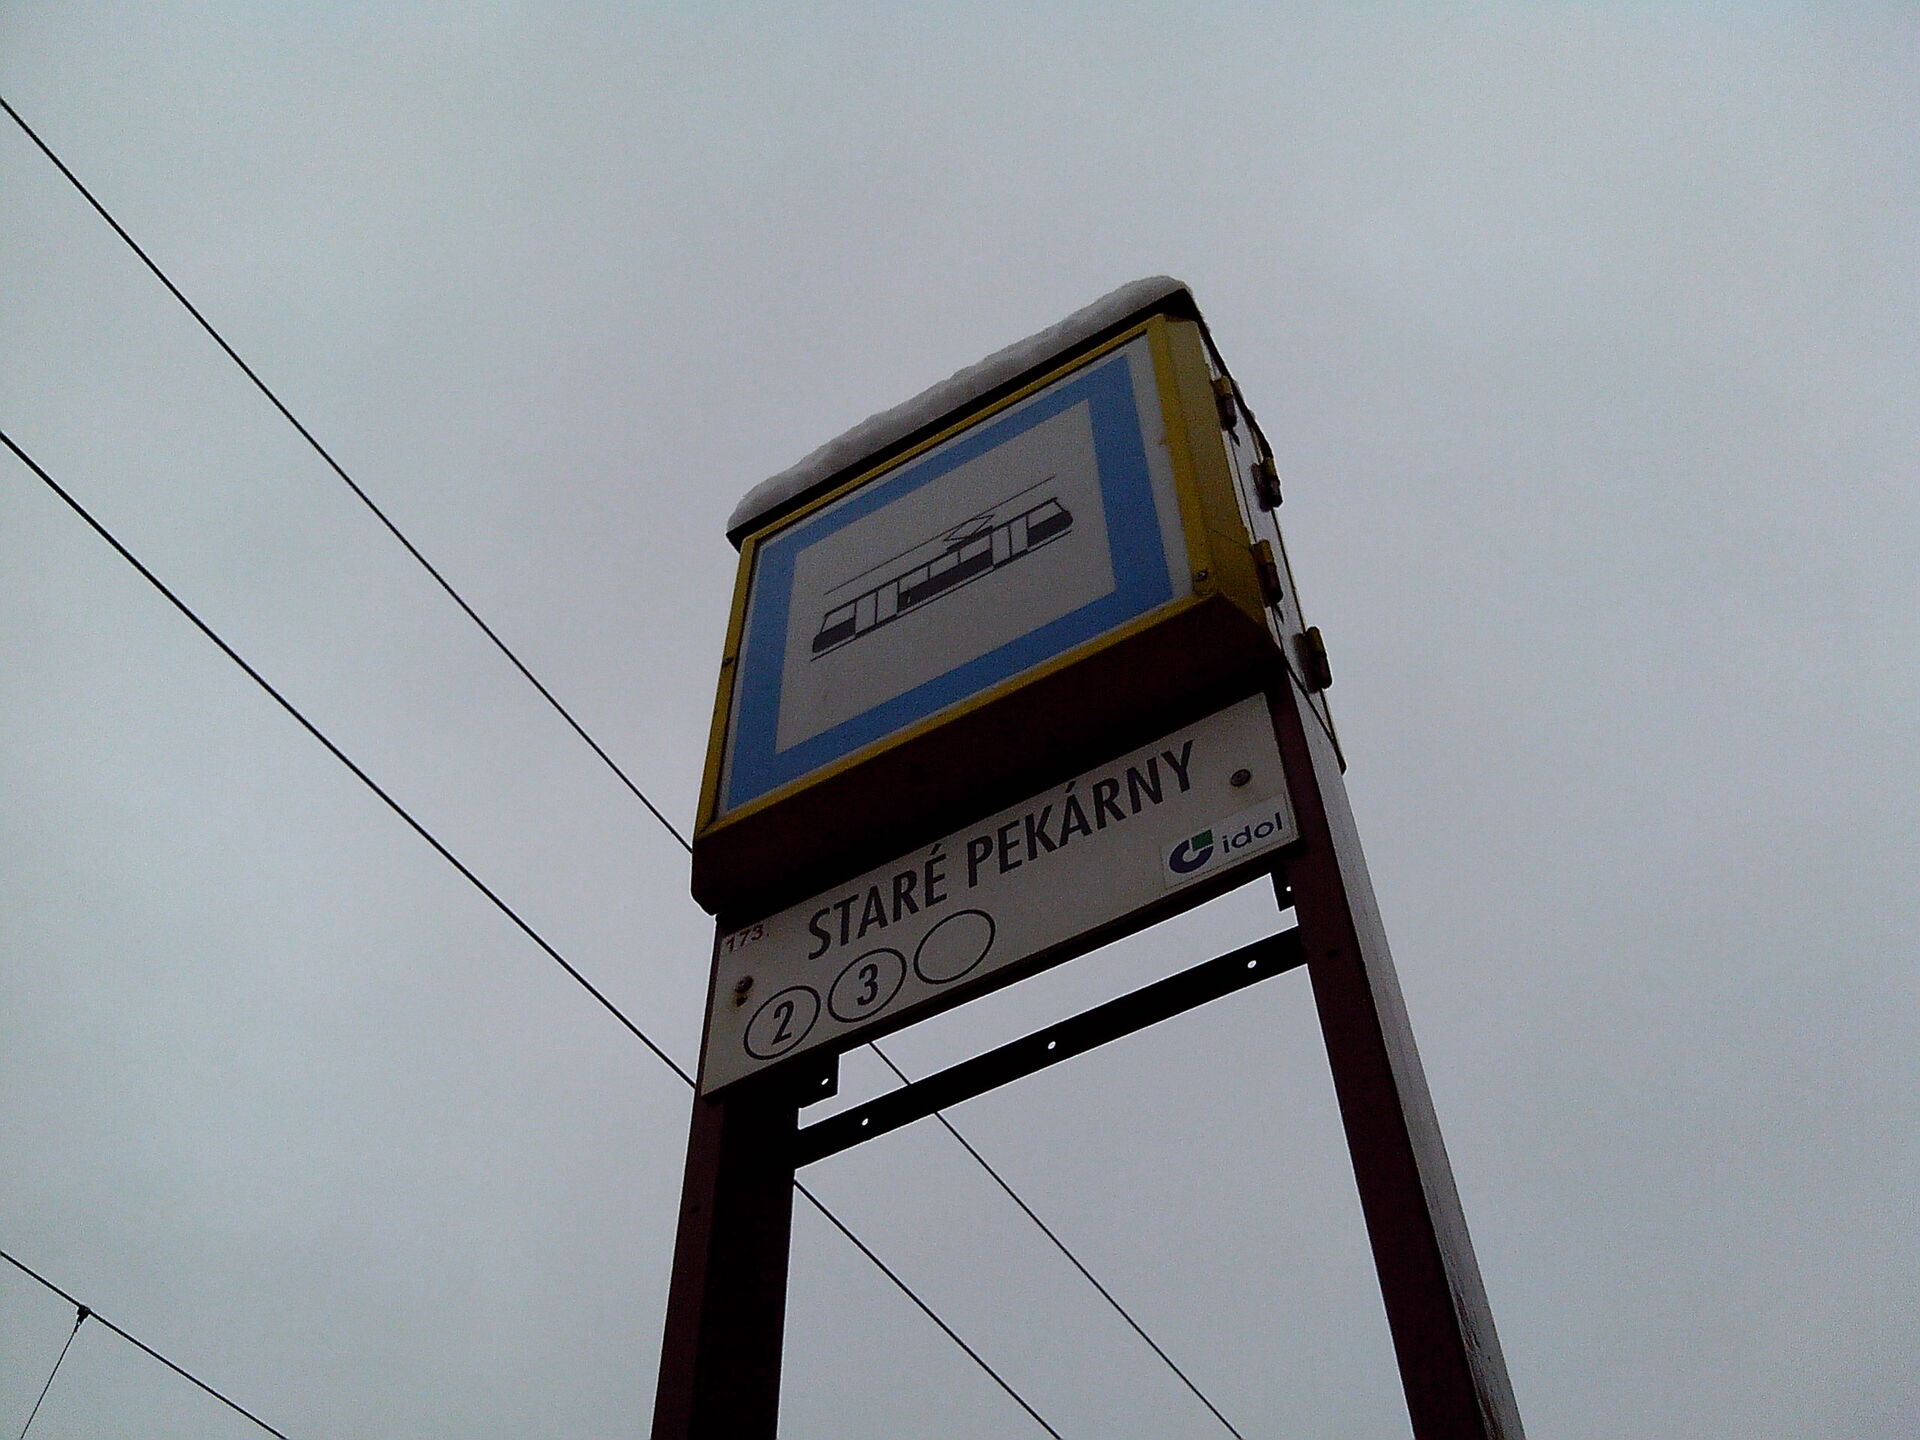 STARÉ PEKÁRNY
idol
173.
2 3